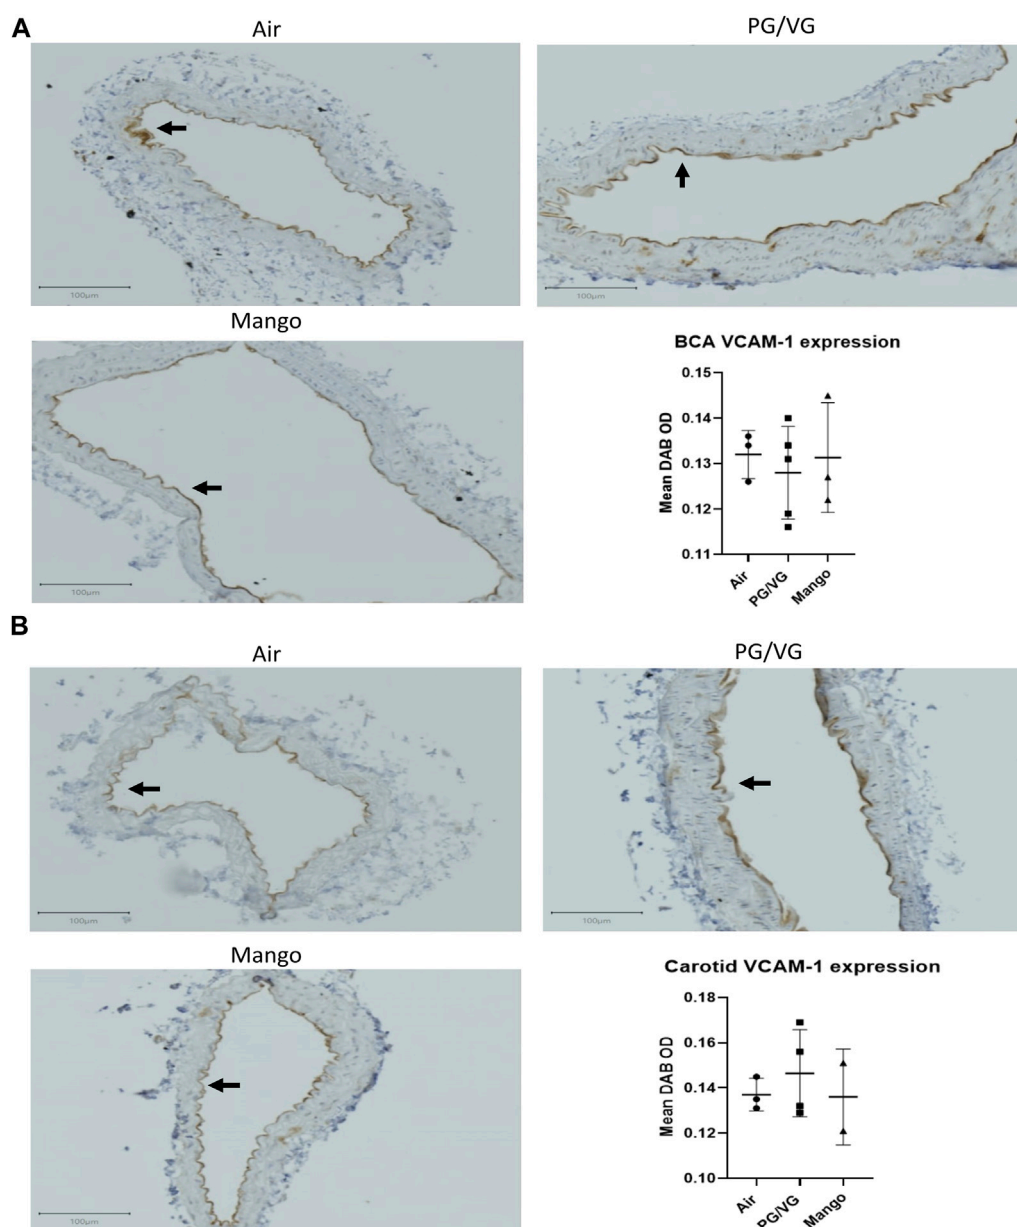 A
Air
PG/VG
100µm
100µm
Mango
100µm
BCA VCAM-1 expression
Mean DAB OD
0.15
0.14
0.13
0.12
0.11
Air
PG/VG
Mango
B
Air
PG/VG
100µm
100µm
Mango
100µm
Carotid VCAM-1 expression
Mean DAB OD
0.18
0.16
0.14
0.12
0.10
Air
PG/VG
Mango